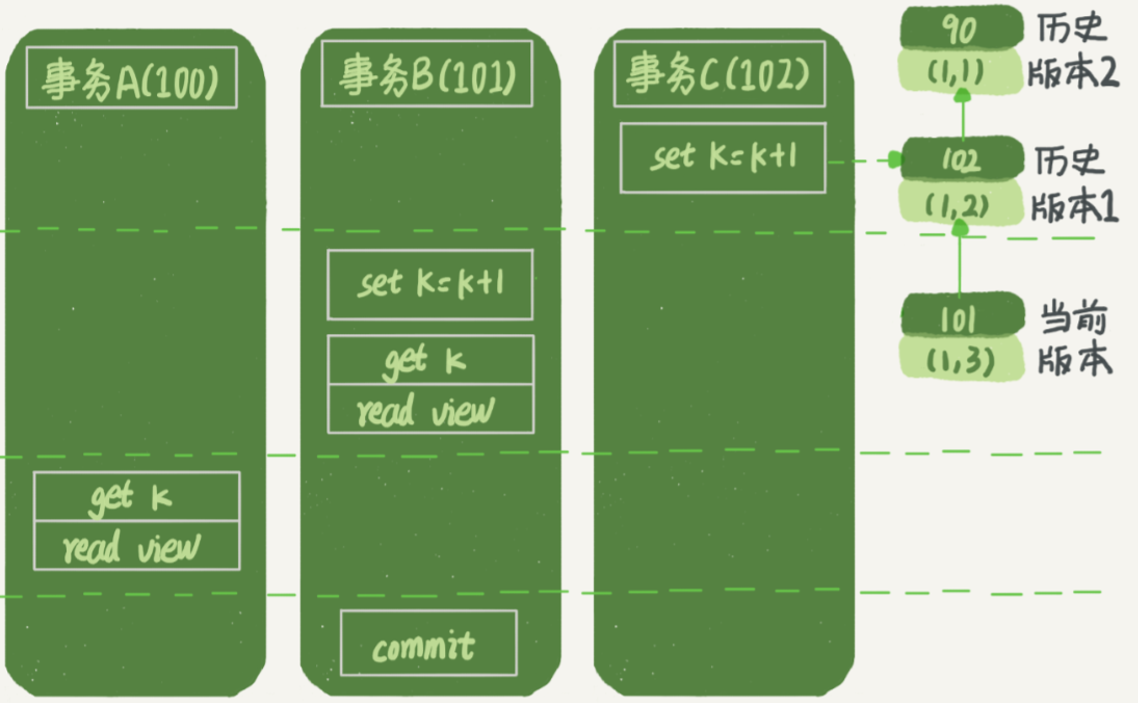 事务A(100)
事务B(101)
事务C(102)
90
历史
(1,1)
版本2
set k=k+1
102
历史
(1,2)
版本1
set k=k+1
101
当前
(1,3)
版本
get k
read view
get k
read view
commit